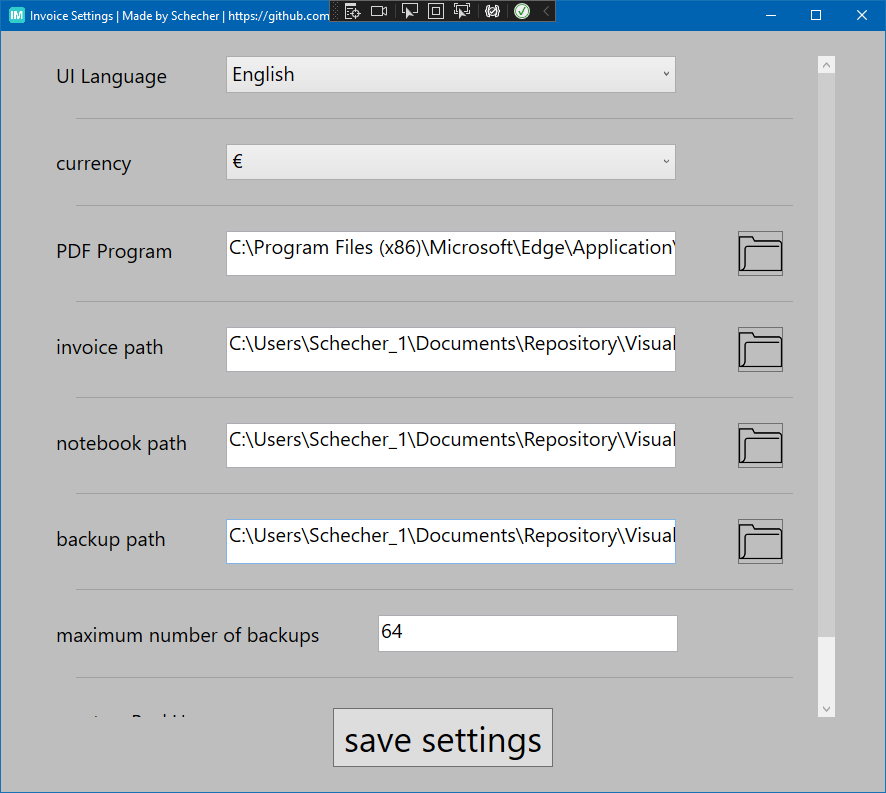 IM Invoice Settings | Made by Schecher | https://github.com
UI Language English
currency €
PDF Program C:\Program Files (x86)\Microsoft\Edge\Application\
invoice path C:\Users\Schecher_1\Documents\Repository\Visual
notebook path C:\Users\Schecher_1\Documents\Repository\Visual
backup path C:\Users\Schecher_1\Documents\Repository\Visual
maximum number of backups 64
save settings